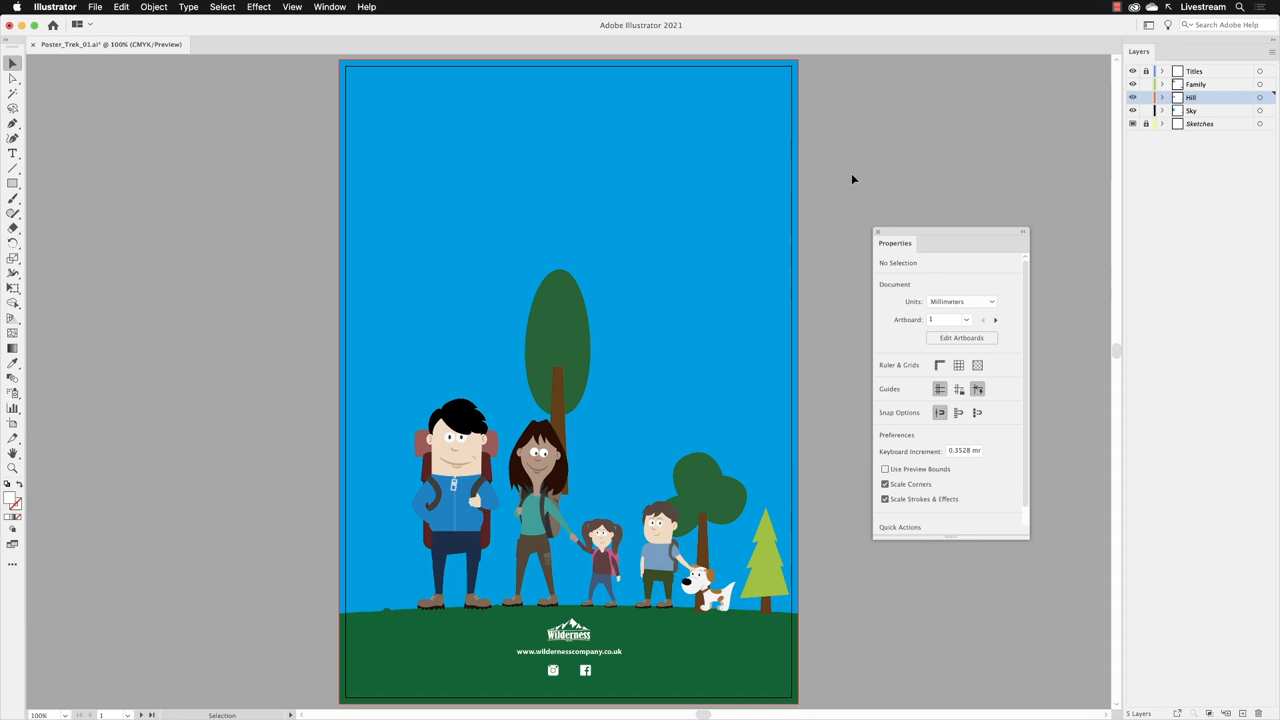 Illustrator File Edit Object Type Select Effect View Window Help Livestream
Adobe Illustrator 2021
Search Adobe Help
Poster_Trek_01.ai* @ 100% (CMYK/Preview)
Layers
Titles
Family
Hill
Sky
Sketches
Properties
No Selection
Document
Units: Millimeters
Artboard: 1
Edit Artboards
Ruler & Grids
Guides
Snap Options
Preferences
Keyboard Increment: 0.3528 mr
Use Preview Bounds
Scale Corners
Scale Strokes & Effects
Quick Actions
Wilderness
www.wildernesscompany.co.uk
100% 1 Selection
5 Layers